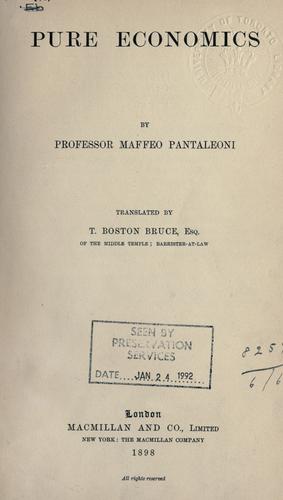 PURE ECONOMICS
BY
PROFESSOR MAFFEO PANTALEONI
TRANSLATED BY
T. BOSTON BRUCE, ESQ.
OF THE MIDDLE TEMPLE; BARRISTER-AT-LAW
SEEN BY
PRESERVATION
SERVICES
DATE JAN 24 1992
London
MACMILLAN AND CO., LIMITED
NEW YORK: THE MACMILLAN COMPANY
1898
All rights reserved